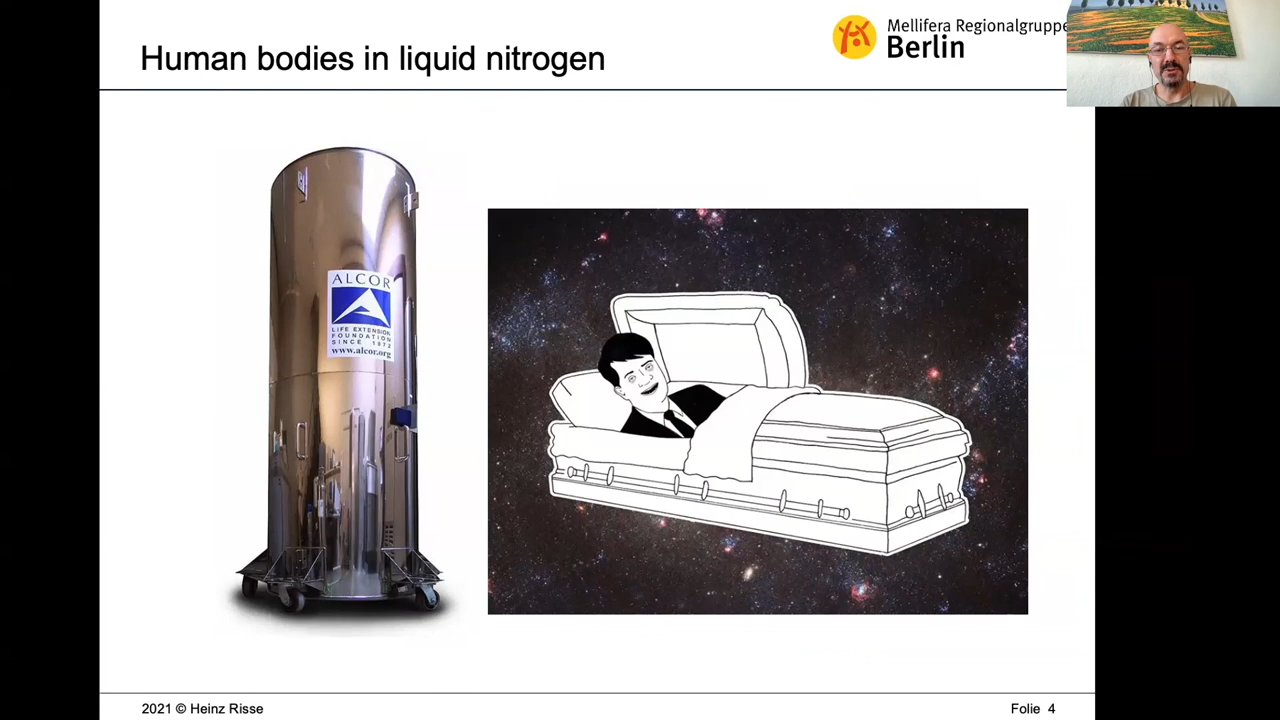 Human bodies in liquid nitrogen
Mellifera Regionalgruppe
Berlin
ALCOR
LIFE EXTENSION
FOUNDATION
SINCE 1972
www.alcor.org
2021 © Heinz Risse
Folie 4